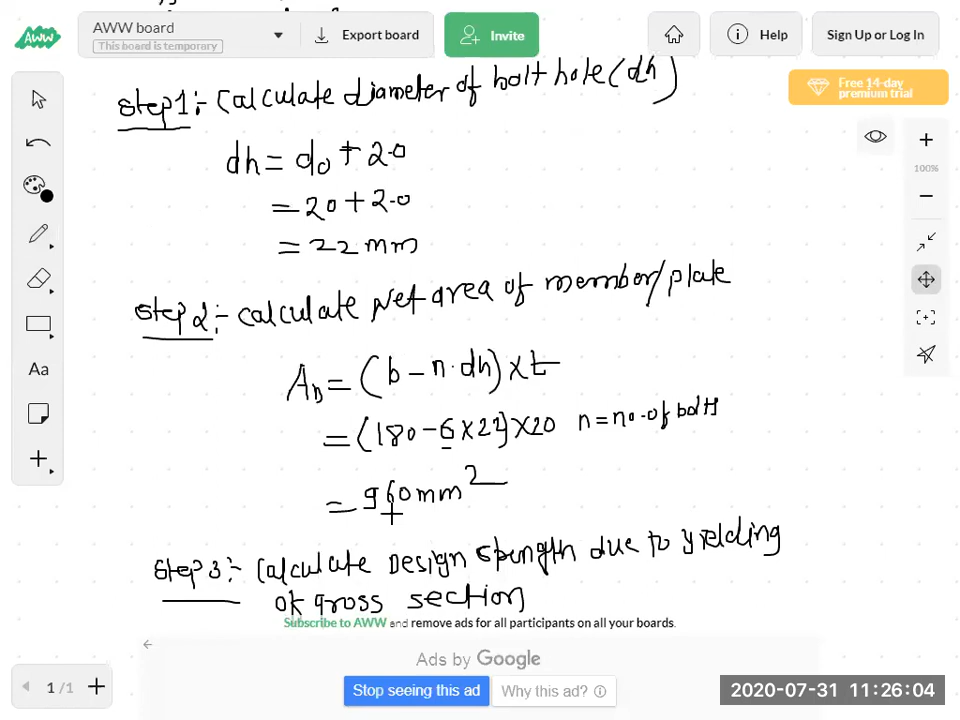 AWW board
This board is temporary
Export board
Invite
Help
Sign Up or Log In
AWW
Free 14-day
premium trial
Step 1:- Calculate diameter of bolt hole (dh)
dh = do + 2.0
= 20 + 2.0
= 22 mm
100%
Step 2:- calculate Net area of member/plate
An = (b - n.dh) x t
= (180 - 6 x 22) x 20 n = no. of bolts
= 960 mm2
Aa
Step 3:- Calculate Design strength due to yielding
of gross section
Subscribe to AWW and remove ads for all participants on all your boards.
Ads by Google
1 /1
Stop seeing this ad
Why this ad?
2020-07-31 11:26:04